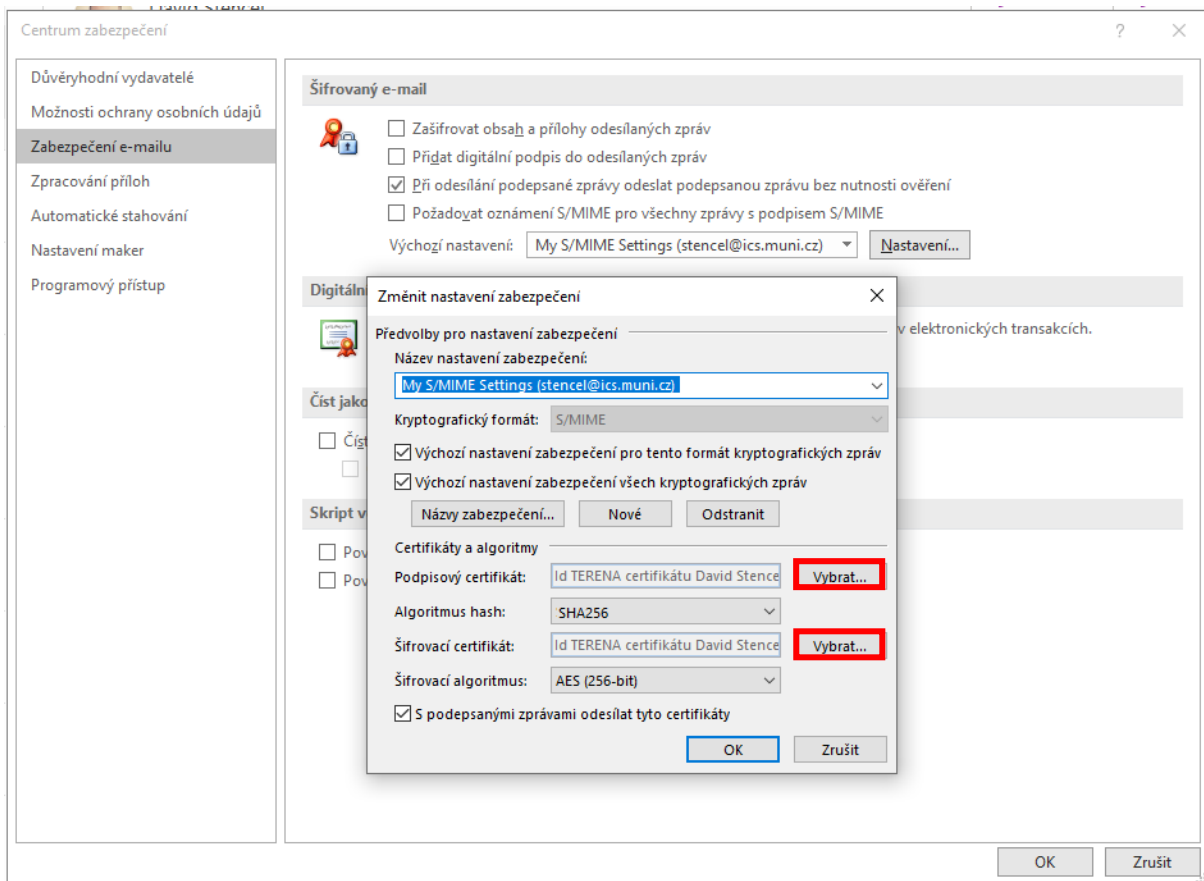 David Stencel
Centrum zabezpečení
?
Důvěryhodní vydavatelé
Možnosti ochrany osobních údajů
Zabezpečení e-mailu
Zpracování příloh
Automatické stahování
Nastavení maker
Programový přístup
Šifrovaný e-mail
Zašifrovat obsah a přílohy odesílaných zpráv
Přidat digitální podpis do odesílaných zpráv
Při odesílání podepsané zprávy odeslat podepsanou zprávu bez nutnosti ověření
Požadovat oznámení S/MIME pro všechny zprávy s podpisem S/MIME
Výchozí nastavení: My S/MIME Settings (stencel@ics.muni.cz) Nastavení...
Digitáln
v elektronických transakcích.
Číst jako
Číst
Skript v
Pov
Pov
Změnit nastavení zabezpečení
Předvolby pro nastavení zabezpečení
Název nastavení zabezpečení:
My S/MIME Settings (stencel@ics.muni.cz)
Kryptografický formát: S/MIME
Výchozí nastavení zabezpečení pro tento formát kryptografických zpráv
Výchozí nastavení zabezpečení všech kryptografických zpráv
Názvy zabezpečení... Nové Odstranit
Certifikáty a algoritmy
Podpisový certifikát: Id TERENA certifikátu David Stence Vybrat...
Algoritmus hash: SHA256
Šifrovací certifikát: Id TERENA certifikátu David Stence Vybrat...
Šifrovací algoritmus: AES (256-bit)
S podepsanými zprávami odesílat tyto certifikáty
OK Zrušit
OK Zrušit